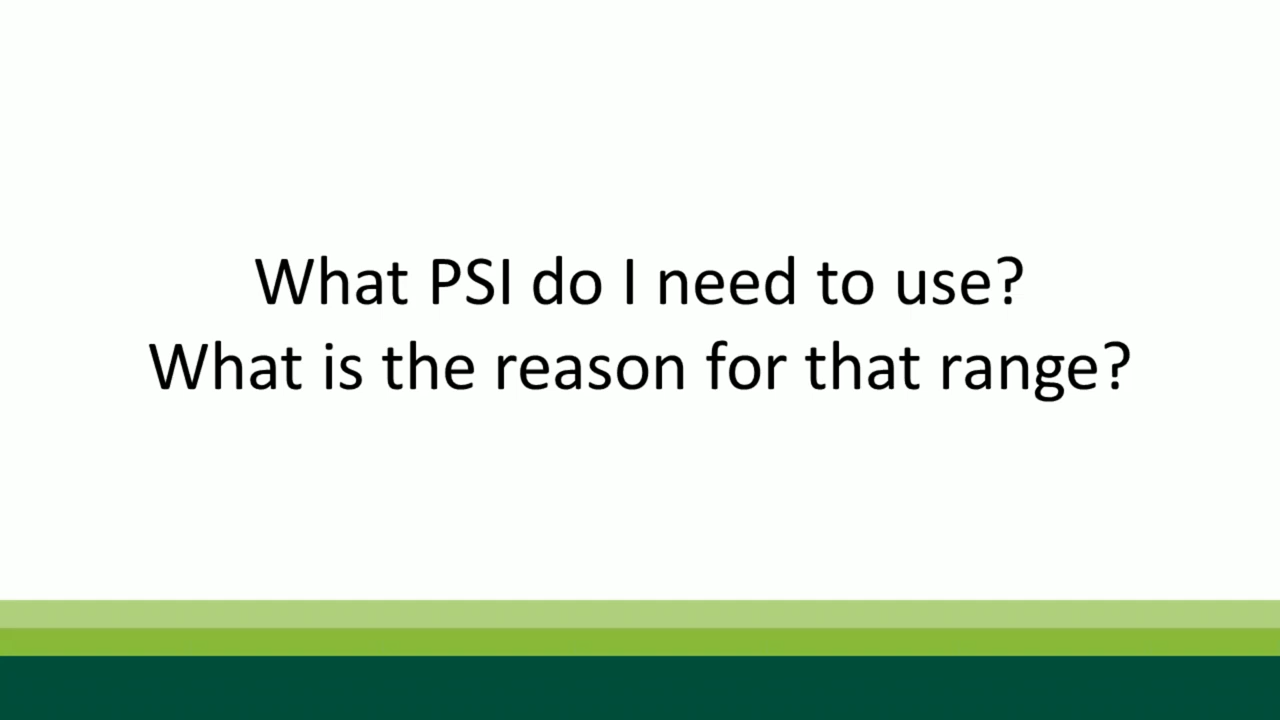 What PSI do I need to use?
What is the reason for that range?